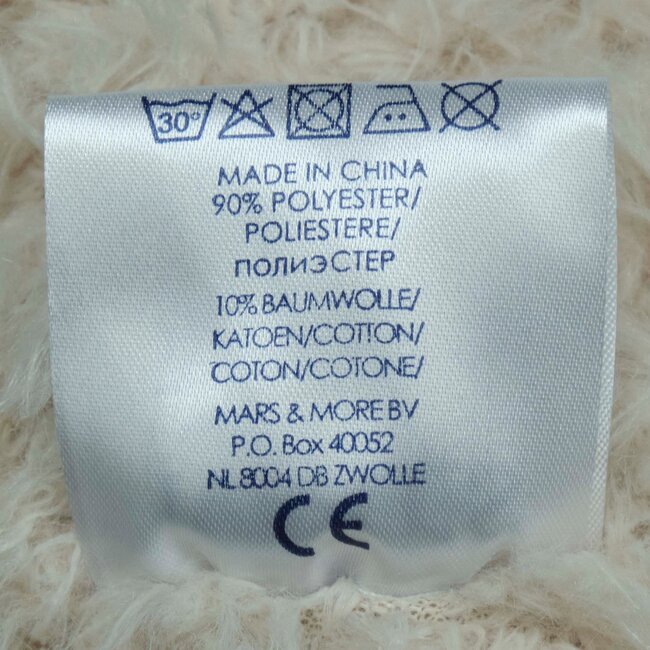 30°
MADE IN CHINA
90% POLYESTER/
POLIESTERE/
ПОЛИЭСТЕР
10% BAUMWOLLE/
KATOEN/COTTON/
COTON/COTONE/
MARS & MORE BV
P.O. Box 40052
NL 8004 DB ZWOLLE
CE